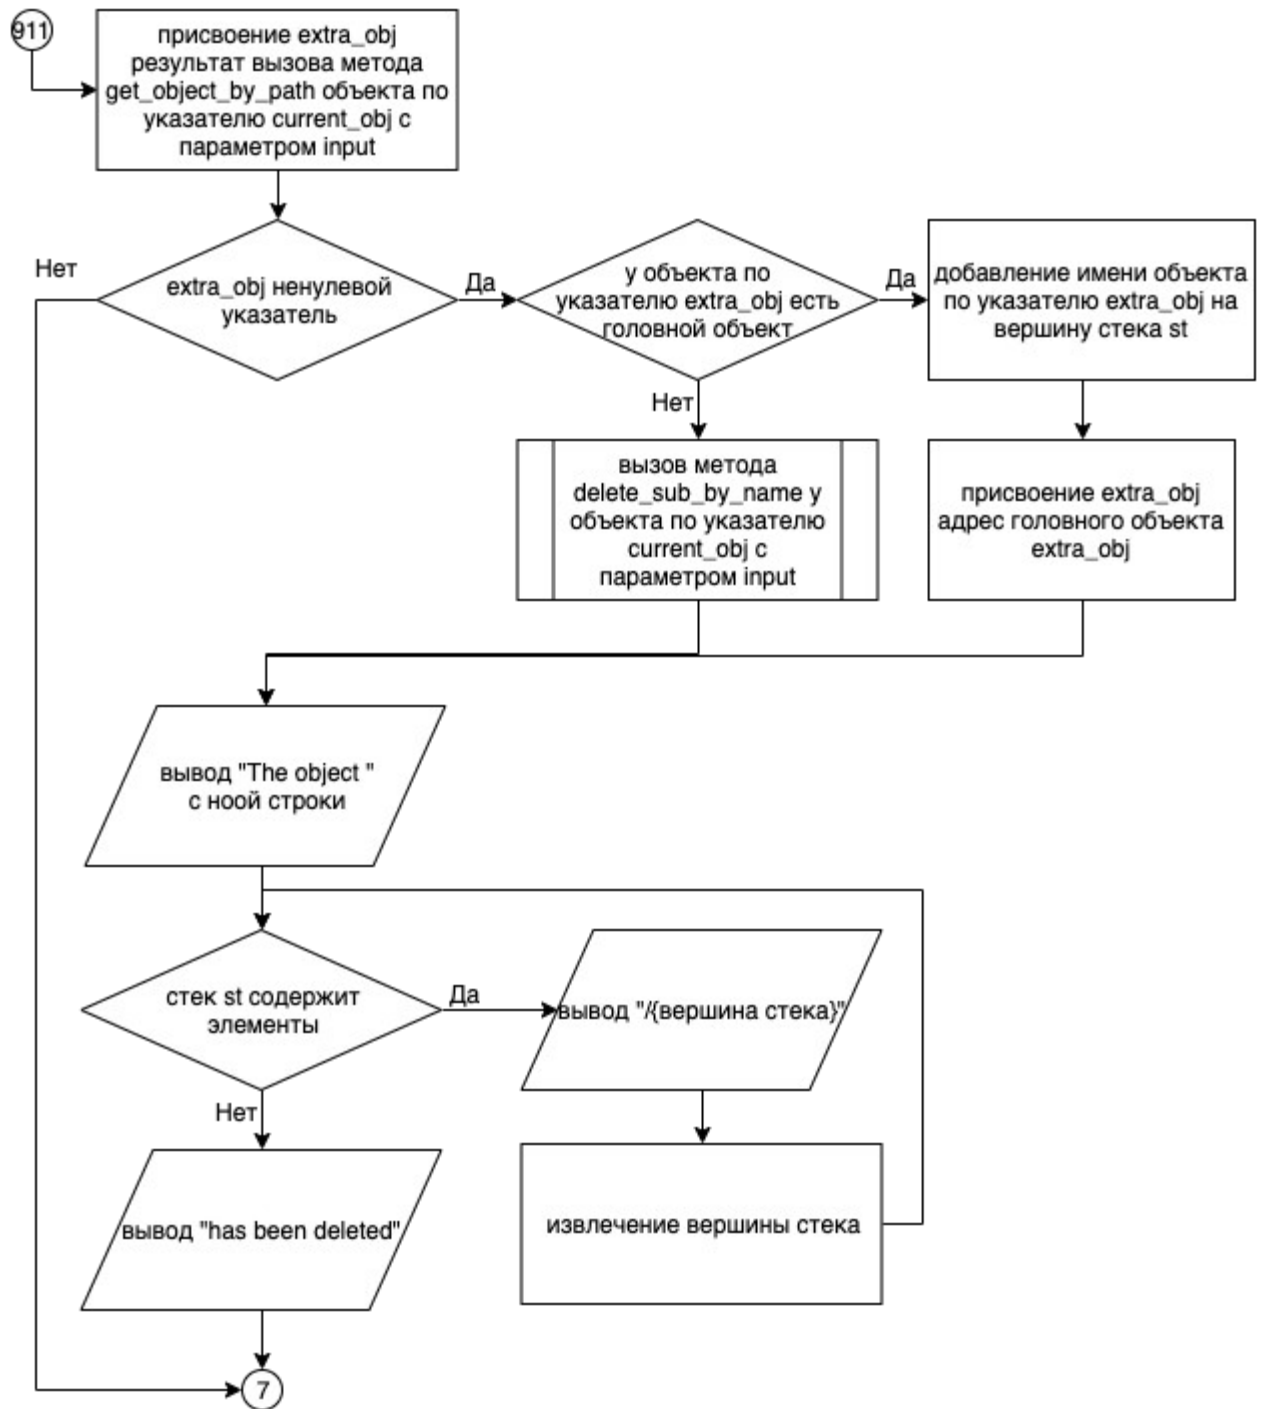 911
присвоение extra_obj
результат вызова метода
get_object_by_path объекта по
указателю current_obj с
параметром input
Нет
extra_obj ненулевой
указатель
Да
у объекта по
указателю extra_obj есть
головной объект
Да
добавление имени объекта
по указателю extra_obj на
вершину стека st
Нет
вызов метода
delete_sub_by_name у
объекта по указателю
current_obj с
параметром input
присвоение extra_obj
адрес головного объекта
extra_obj
вывод "The object "
с ноой строки
стек st содержит
элементы
Да
вывод "/{вершина стека}"
Нет
извлечение вершины стека
вывод "has been deleted"
7